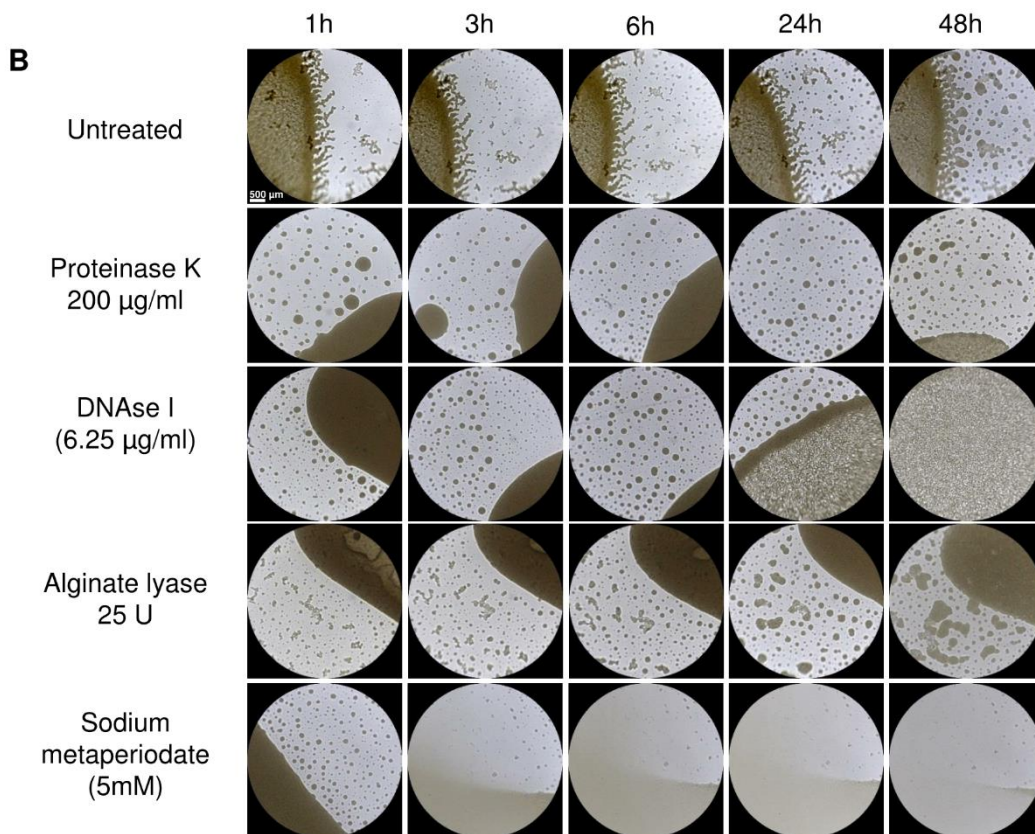 1h 3h 6h 24h 48h
B
Untreated
500 µm
Proteinase K
200 µg/ml
DNAse I
(6.25 µg/ml)
Alginate lyase
25 U
Sodium
metaperiodate
(5mM)